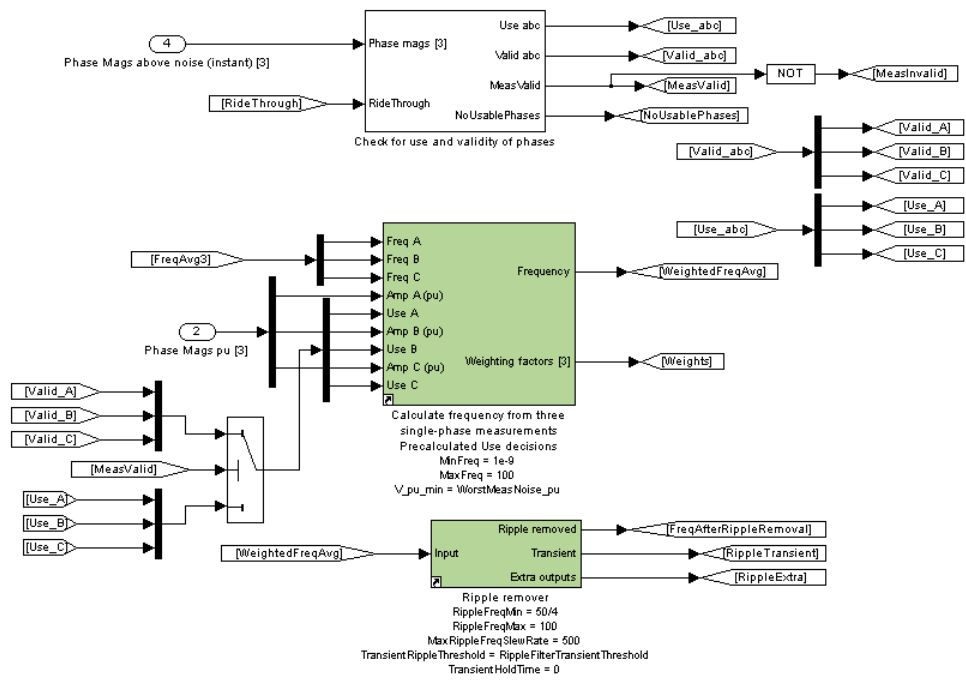 4
Phase Mags above noise (instant) [3]
[RideThrough]
Phase mags [3]
RideThrough
Use abc
Valid abc
MeasValid
NoUsablePhases
Check for use and validity of phases
[Use_abc]
[Valid_abc]
[MeasValid]
[NoUsablePhases]
NOT
[MeasInvalid]
[Valid_abc]
[Valid_A]
[Valid_B]
[Valid_C]
[Use_abc]
[Use_A]
[Use_B]
[Use_C]
[FreqAvg3]
2
Phase Mags pu [3]
Freq A
Freq B
Freq C
Amp A (pu)
Use A
Amp B (pu)
Use B
Amp C (pu)
Use C
Frequency
Weighting factors [3]
[WeightedFreqAvg]
[Weights]
Calculate frequency from three
single-phase measurements
Precalculated Use decisions
MinFreq = 1e-9
MaxFreq = 100
V_pu_min = WorstMeasNoise_pu
[Valid_A]
[Valid_B]
[Valid_C]
[MeasValid]
[Use_A]
[Use_B]
[Use_C]
[WeightedFreqAvg]
Input
Ripple removed
Transient
Extra outputs
[FreqAfterRippleRemoval]
[RippleTransient]
[RippleExtra]
Ripple remover
RippleFreqMin = 50/4
RippleFreqMax = 100
MaxRippleFreqSlewRate = 500
TransientRippleThreshold = RippleFilterTransientThreshold
TransientHoldTime = 0